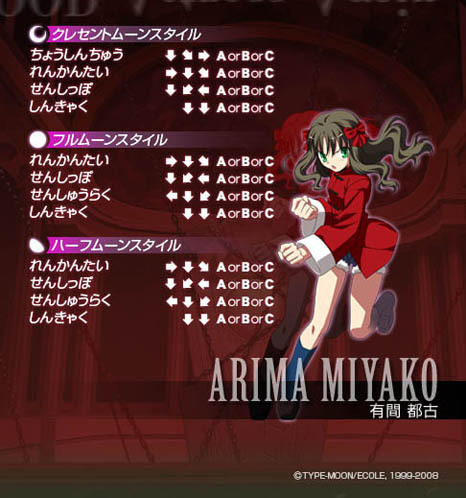 クレセントムーンスタイル
ちょうしんちゅう ⬇⬊➡ AorBorC
れんかんたい ➡⬇⬊ AorBorC
せんしっぽ ⬇⬋⬅ AorBorC
しんきゃく ⬇⬇ AorBorC
フルムーンスタイル
れんかんたい ➡⬇⬊ AorBorC
せんしっぽ ⬇⬋⬅ AorBorC
せんしゅうらく ⬅⬇⬋ AorBorC
しんきゃく ⬇⬇ AorBorC
ハーフムーンスタイル
れんかんたい ➡⬇⬊ AorBorC
せんしっぽ ⬇⬋⬅ AorBorC
せんしゅうらく ⬅⬇⬋ AorBorC
しんきゃく ⬇⬇ AorBorC
ARIMA MIYAKO
有間 都古
©TYPE-MOON/ECOLE, 1999-2008